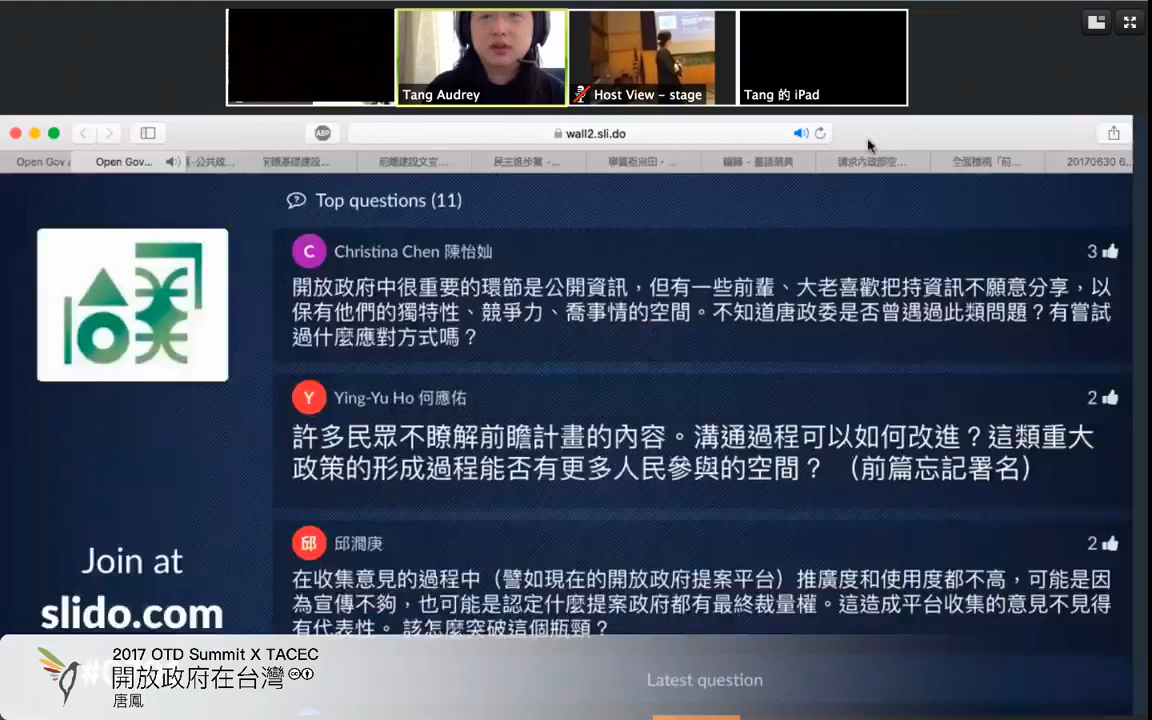 Tang Audrey
Host View – stage
Tang 的 iPad
ABP
wall2.sli.do
Open Gov
Open Gov...
民主進步黨 - ...
20170630 6...
Top questions (11)
C
Christina Chen 陳怡奾
3
開放政府中很重要的環節是公開資訊，但有一些前輩、大老喜歡把持資訊不願意分享，以
保有他們的獨特性、競爭力、喬事情的空間。不知道唐政委是否曾遇過此類問題？有嘗試
過什麼應對方式嗎？
Y
Ying-Yu Ho 何應佑
2
許多民眾不瞭解前瞻計畫的內容。溝通過程可以如何改進？這類重大
政策的形成過程能否有更多人民參與的空間？ （前篇忘記署名）
邱
邱澗庚
2
在收集意見的過程中（譬如現在的開放政府提案平台）推廣度和使用度都不高，可能是因
為宣傳不夠，也可能是認定什麼提案政府都有最終裁量權。這造成平台收集的意見不見得
有代表性。 該怎麼突破這個瓶頸？
Join at
slido.com
Latest question
2017 OTD Summit X TACEC
開放政府在台灣
唐鳳